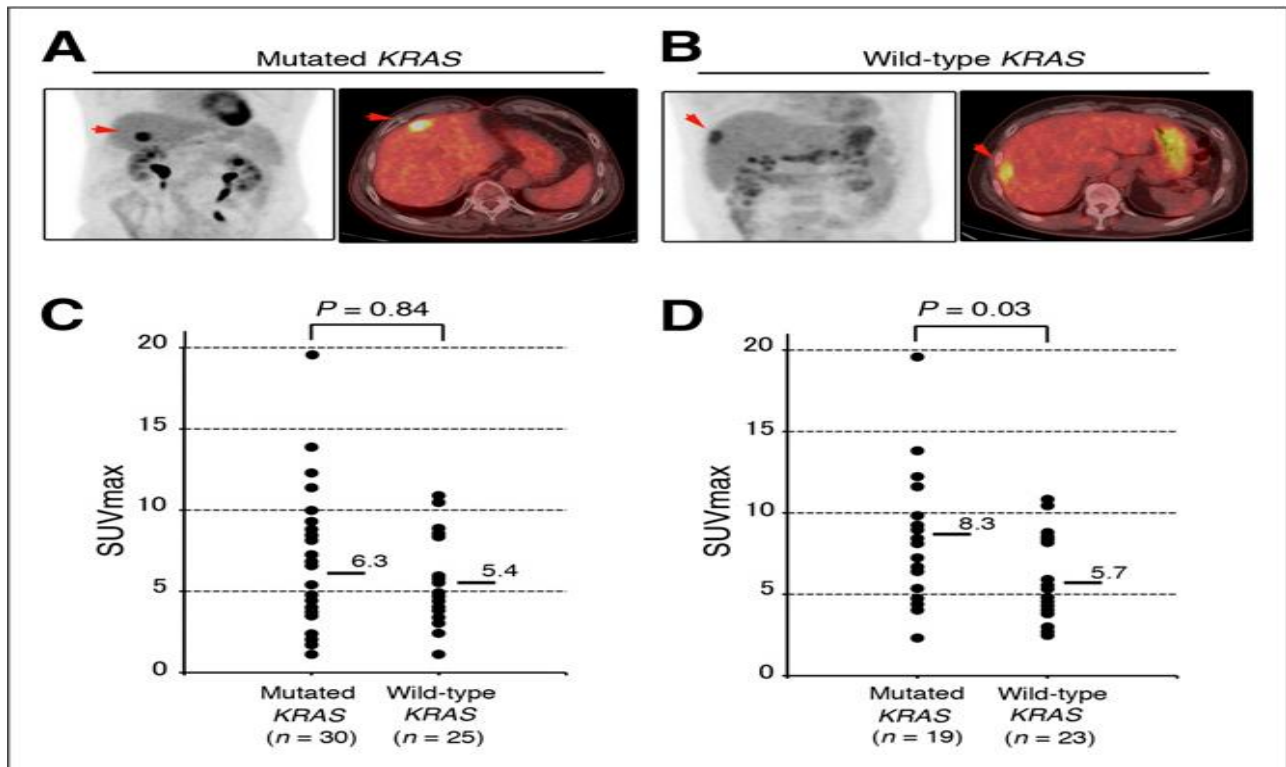 A
Mutated KRAS
B
Wild-type KRAS
C
P = 0.84
20
15
10
5
0
SUVmax
6.3
5.4
Mutated
KRAS
(n = 30)
Wild-type
KRAS
(n = 25)
D
P = 0.03
20
15
10
5
0
SUVmax
8.3
5.7
Mutated
KRAS
(n = 19)
Wild-type
KRAS
(n = 23)